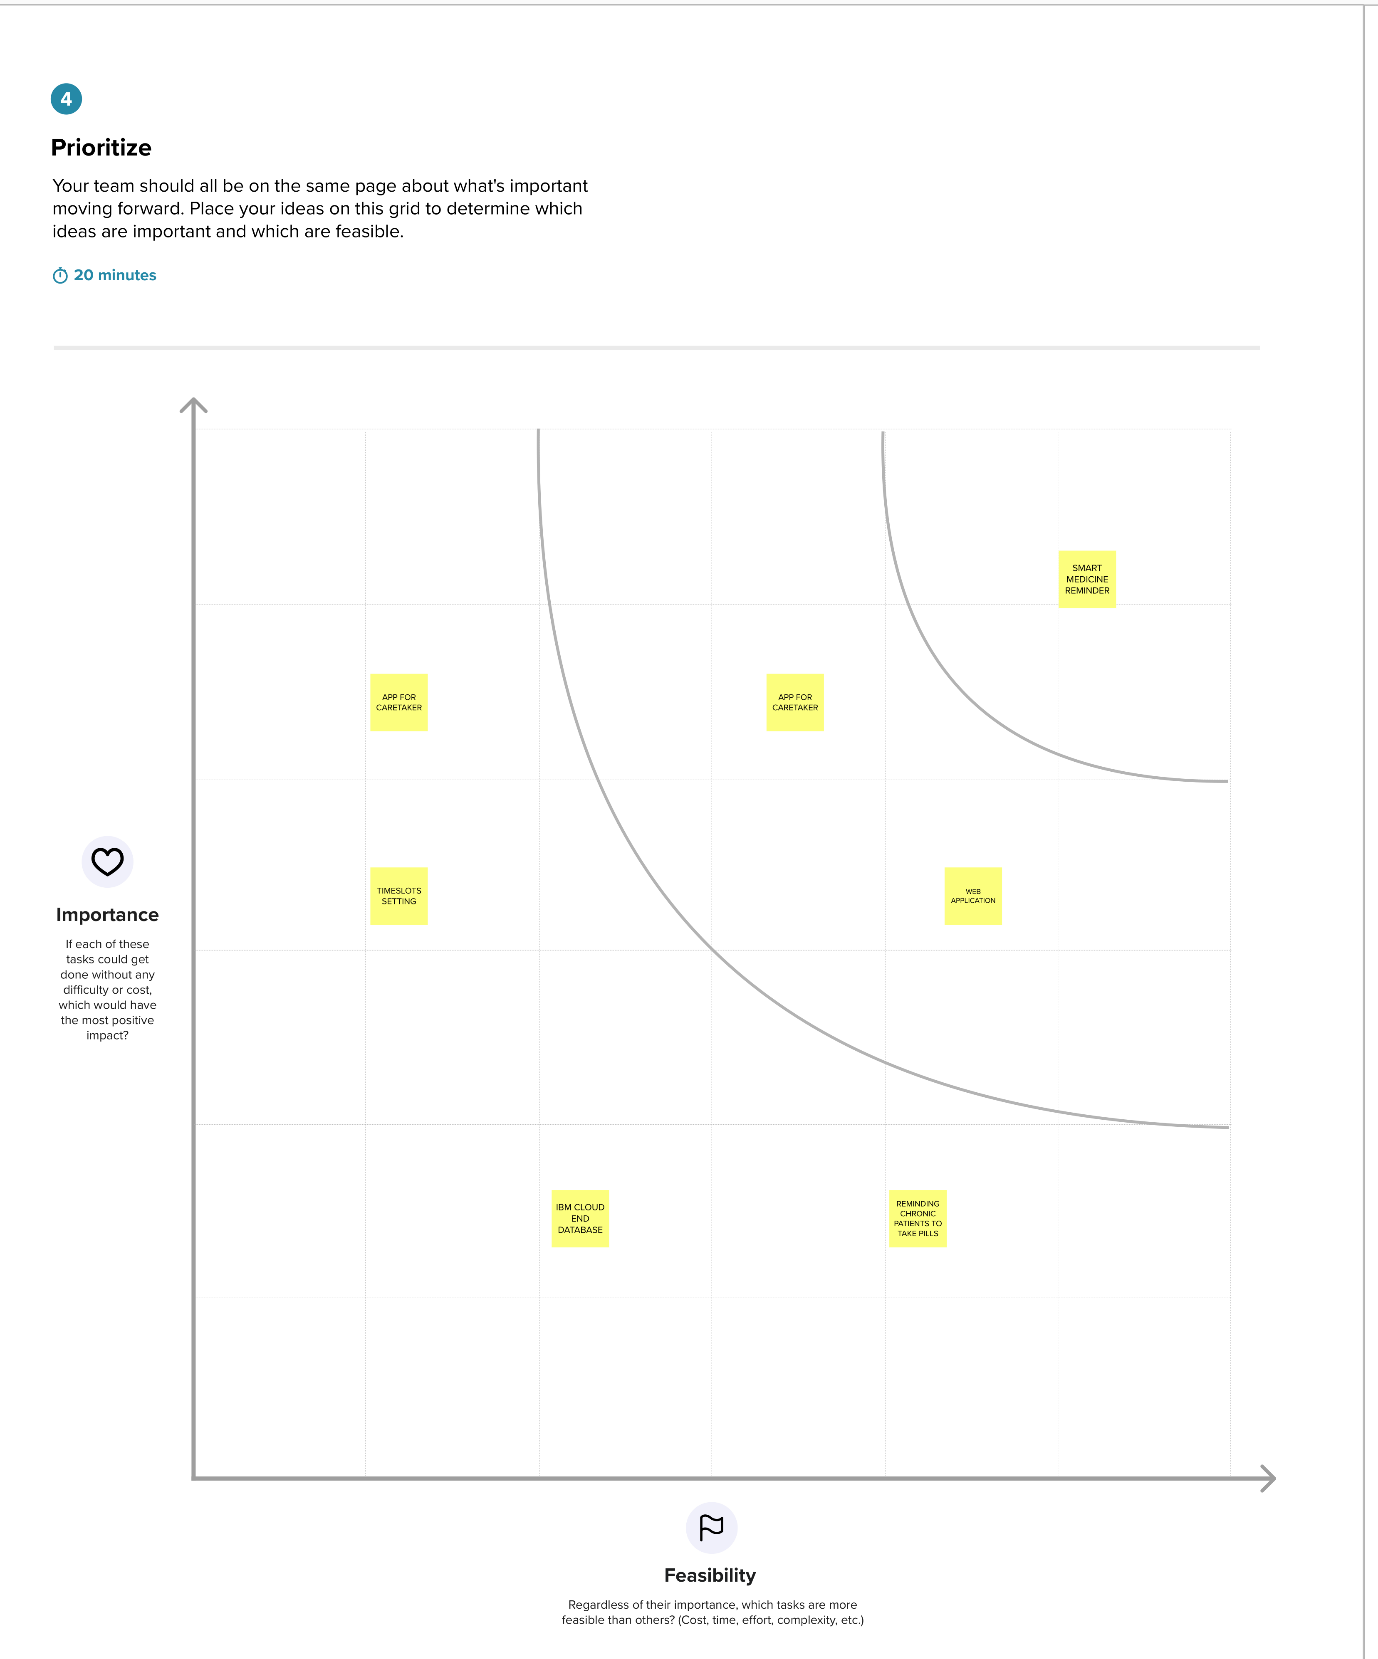 4
Prioritize
Your team should all be on the same page about what's important
moving forward. Place your ideas on this grid to determine which
ideas are important and which are feasible.
20 minutes
SMART
MEDICINE
REMINDER
APP FOR
CARETAKER
APP FOR
CARETAKER
TIMESLOTS
SETTING
WEB
APPLICATION
Importance
If each of these
tasks could get
done without any
difficulty or cost,
which would have
the most positive
impact?
IBM CLOUD
END
DATABASE
REMINDING
CHRONIC
PATIENTS TO
TAKE PILLS
Feasibility
Regardless of their importance, which tasks are more
feasible than others? (Cost, time, effort, complexity, etc.)